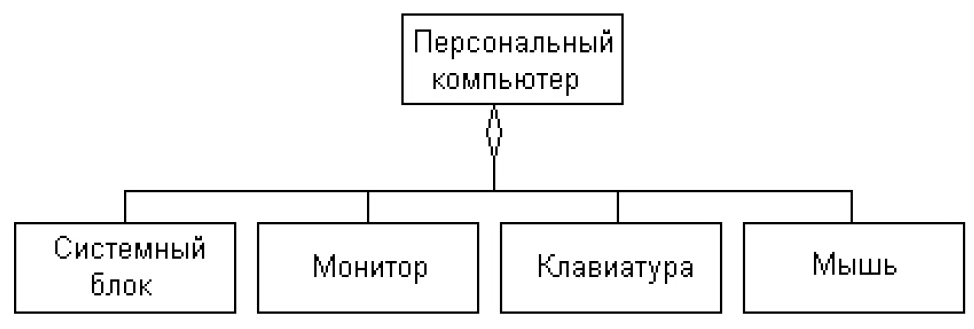 Персональный
компьютер
Системный
блок
Монитор
Клавиатура
Мышь